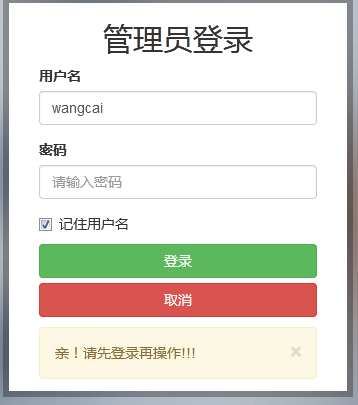 管理员登录
用户名
wangcai
密码
请输入密码
记住用户名
登录
取消
亲！请先登录再操作!!! ×